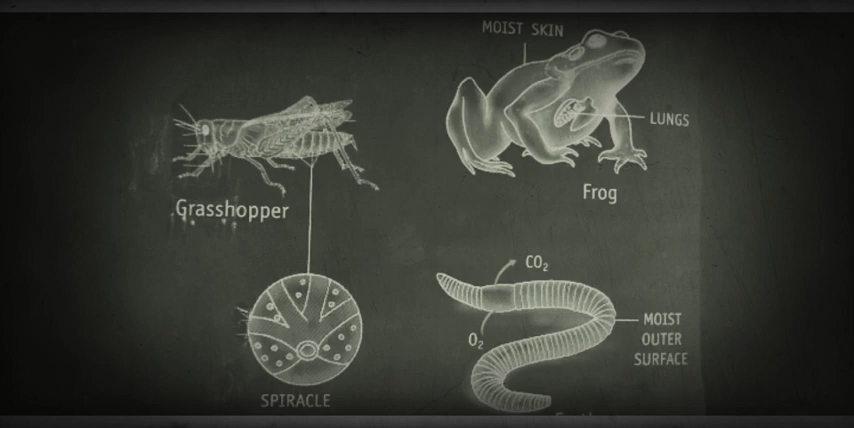 MOIST SKIN
LUNGS
Grasshopper
Frog
CO₂
O₂
MOIST
OUTER
SURFACE
SPIRACLE